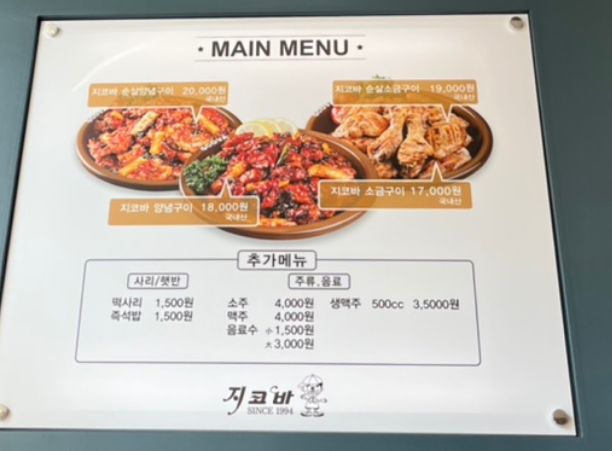 · MAIN MENU ·
지코바 순살양념구이 20,000원
국내산
지코바 순살소금구이 19,000원
국내산
지코바 양념구이 18,000원
국내산
지코바 소금구이 17,000원
국내산
추가메뉴
사리/햇반
주류,음료
떡사리 1,500원
즉석밥 1,500원
소주 4,000원
맥주 4,000원
음료수 小 1,500원
大 3,000원
생맥주 500cc 3,5000원
지코바
SINCE 1994